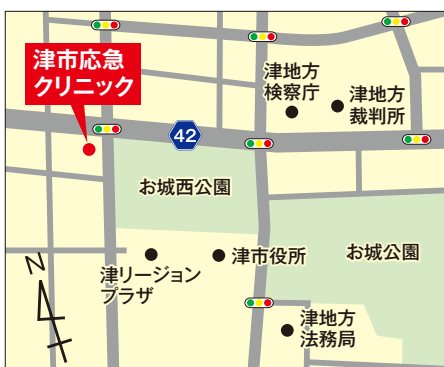 津市応急
クリニック
津地方
検察庁
津地方
裁判所
42
お城西公園
津リージョン
プラザ
津市役所
お城公園
津地方
法務局
N